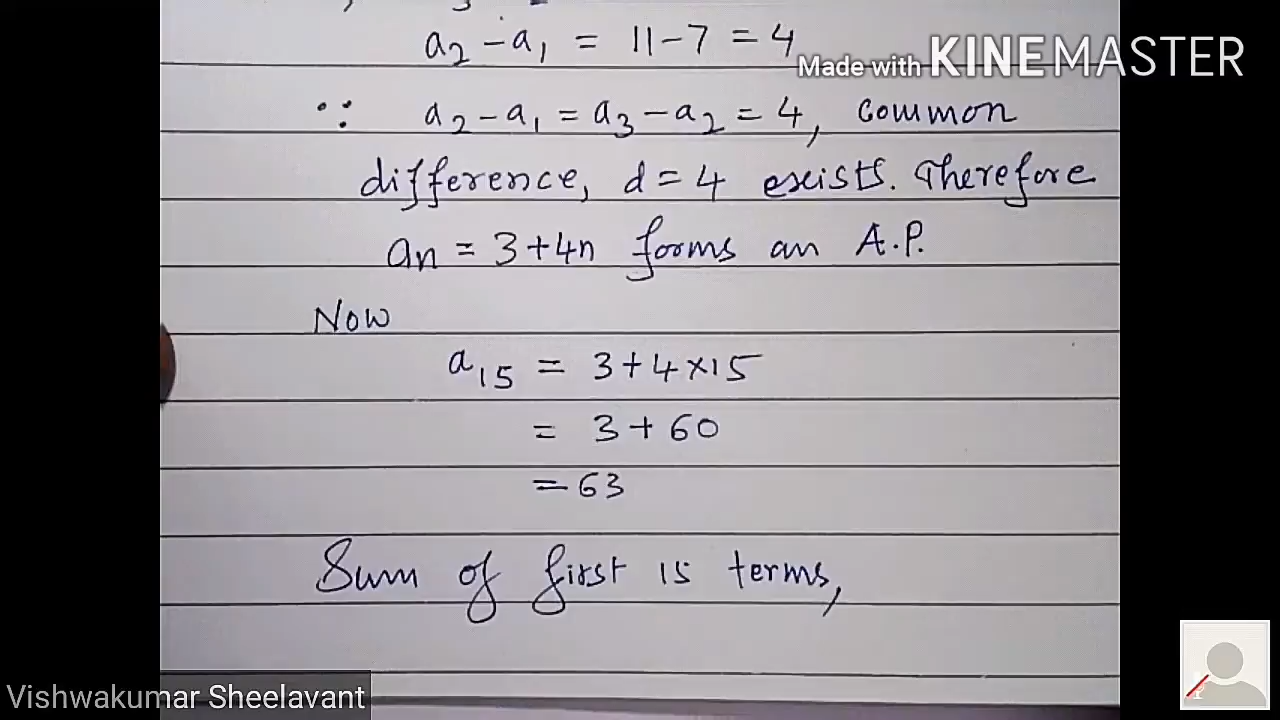 a₂ - a₁ = 11 - 7 = 4
Made with KINEMASTER
∵ a₂ - a₁ = a₃ - a₂ = 4, common
difference, d = 4 exists. Therefore
an = 3 + 4n forms an A.P.
Now
a₁₅ = 3 + 4 × 15
= 3 + 60
= 63
Sum of first 15 terms,
Vishwakumar Sheelavant